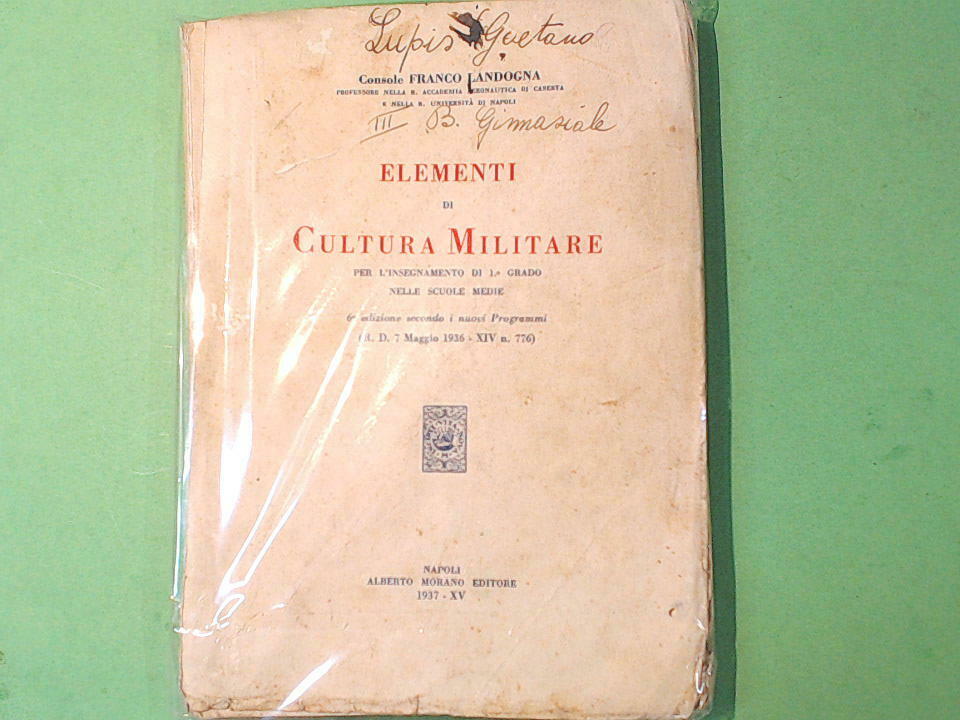 Lupis Gaetano
Console FRANCO LANDOGNA
PROFESSORE NELLA R. ACCADEMIA AERONAUTICA DI CASERTA
E NELLA R. UNIVERSITÀ DI NAPOLI
III B. Ginnasiale
ELEMENTI
DI
CULTURA MILITARE
PER L'INSEGNAMENTO DI 1.º GRADO
NELLE SCUOLE MEDIE
6ª edizione secondo i nuovi Programmi
(R. D. 7 Maggio 1936 - XIV n. 776)
NAPOLI
ALBERTO MORANO EDITORE
1937 - XV